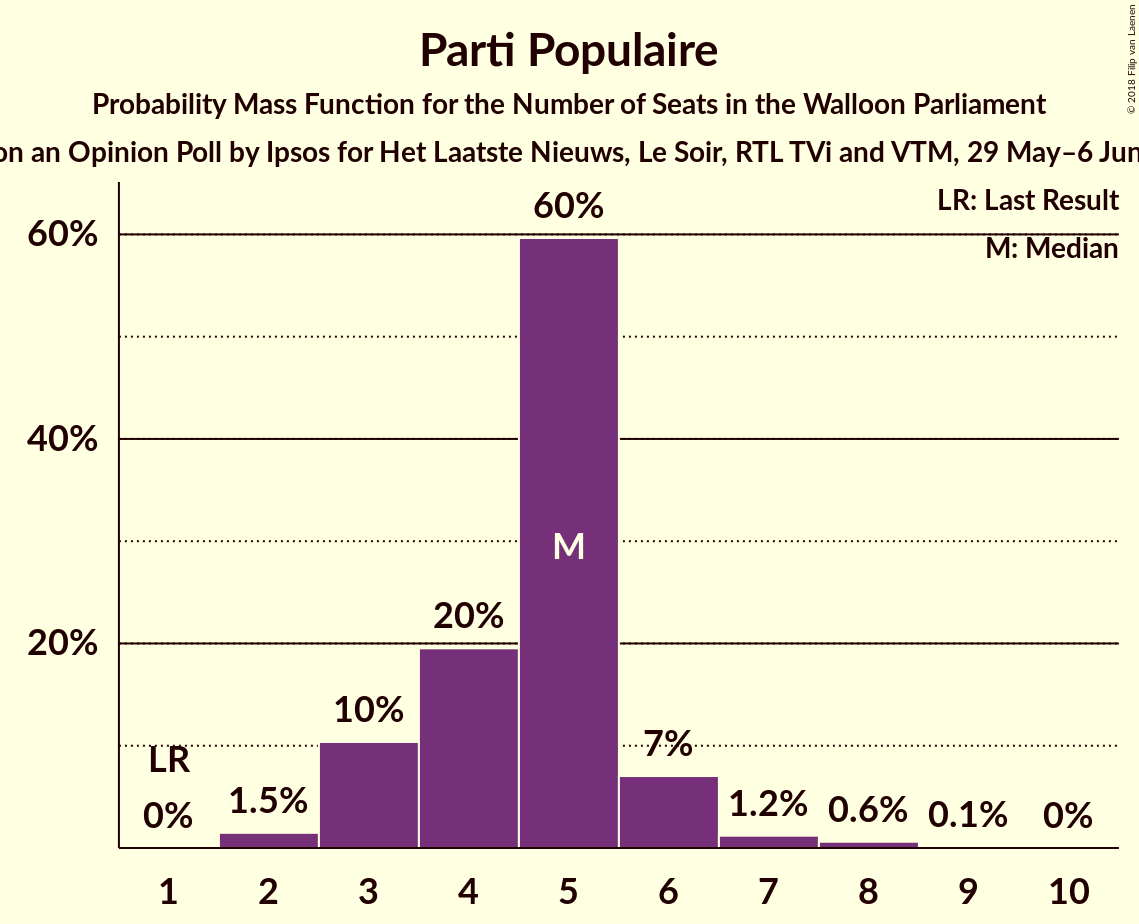 Parti Populaire
Probability Mass Function for the Number of Seats in the Walloon Parliament
on an Opinion Poll by Ipsos for Het Laatste Nieuws, Le Soir, RTL TVi and VTM, 29 May–6 Jun
© 2018 Filip van Laenen
LR: Last Result
M: Median
60%
40%
20%
LR
0%
1.5%
10%
20%
60%
M
7%
1.2%
0.6%
0.1%
0%
1 2 3 4 5 6 7 8 9 10